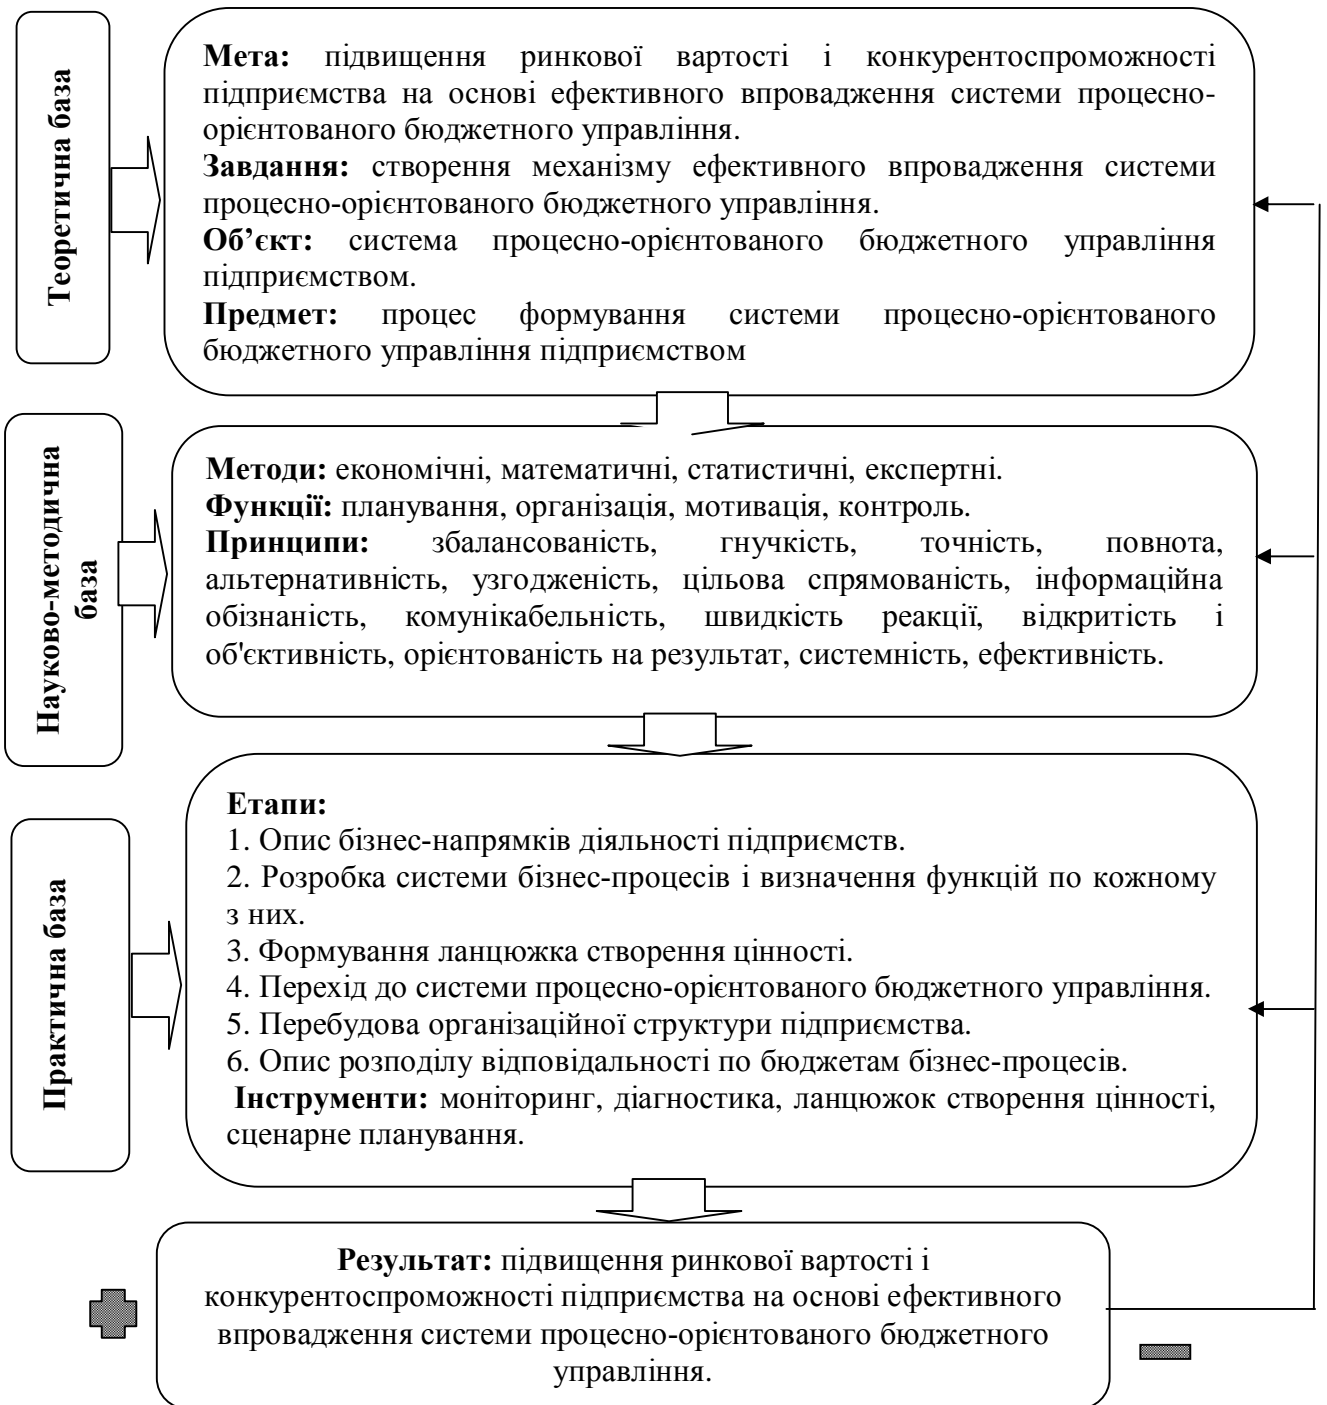 Теоретична база
Мета: підвищення ринкової вартості і конкурентоспроможності
підприємства на основі ефективного впровадження системи процесно-
орієнтованого бюджетного управління.
Завдання: створення механізму ефективного впровадження системи
процесно-орієнтованого бюджетного управління.
Об’єкт: система процесно-орієнтованого бюджетного управління
підприємством.
Предмет: процес формування системи процесно-орієнтованого
бюджетного управління підприємством
Науково-методична
база
Методи: економічні, математичні, статистичні, експертні.
Функції: планування, організація, мотивація, контроль.
Принципи: збалансованість, гнучкість, точність, повнота,
альтернативність, узгодженість, цільова спрямованість, інформаційна
обізнаність, комунікабельність, швидкість реакції, відкритість і
об'єктивність, орієнтованість на результат, системність, ефективність.
Практична база
Етапи:
1. Опис бізнес-напрямків діяльності підприємств.
2. Розробка системи бізнес-процесів і визначення функцій по кожному
з них.
3. Формування ланцюжка створення цінності.
4. Перехід до системи процесно-орієнтованого бюджетного управління.
5. Перебудова організаційної структури підприємства.
6. Опис розподілу відповідальності по бюджетам бізнес-процесів.
Інструменти: моніторинг, діагностика, ланцюжок створення цінності,
сценарне планування.
Результат: підвищення ринкової вартості і
конкурентоспроможності підприємства на основі ефективного
впровадження системи процесно-орієнтованого бюджетного
управління.